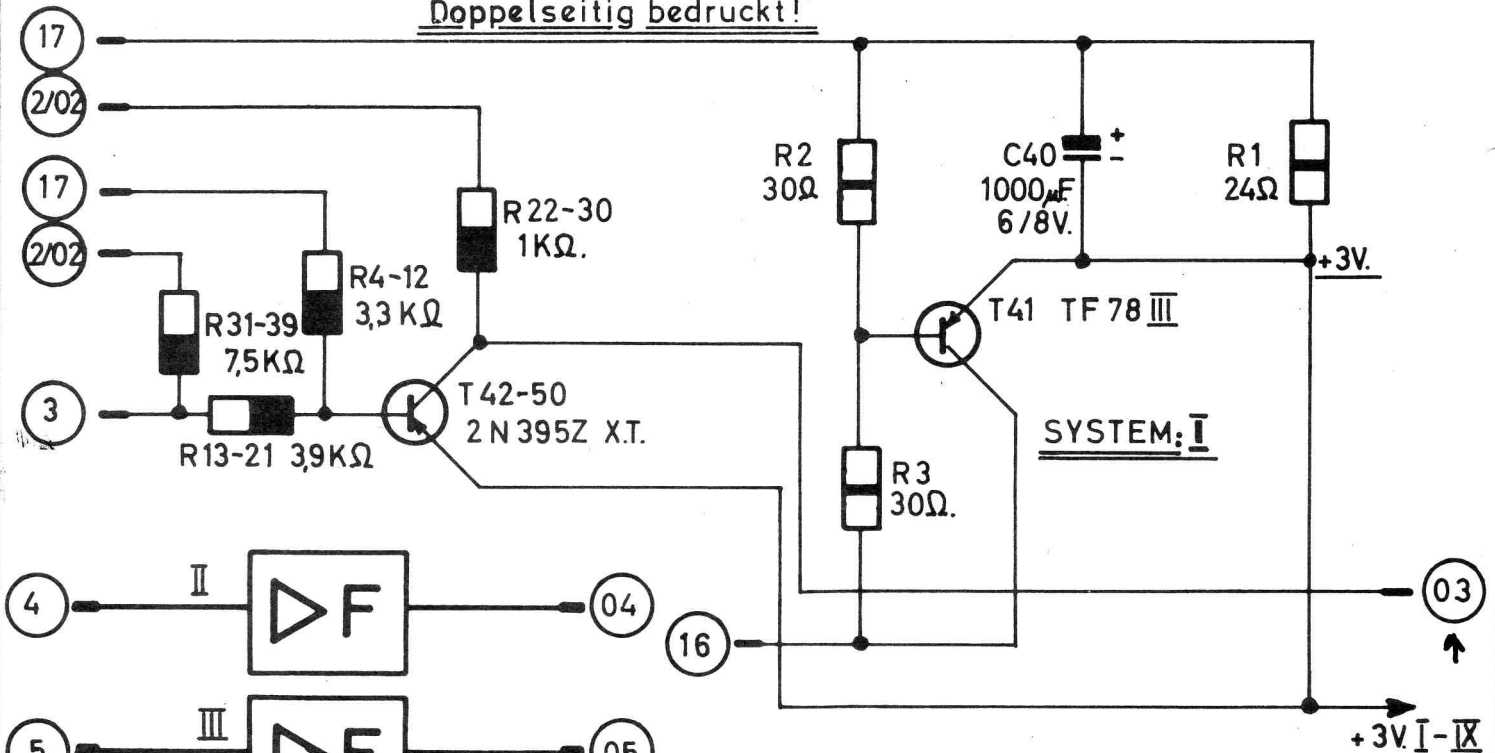 Doppelseitig bedruckt!
17
2/02
17
2/02
3
R31-39
7,5KΩ
R4-12
3,3KΩ
R22-30
1KΩ.
R13-21 3,9KΩ
T42-50
2N395Z X.T.
R2
30Ω
C40
1000µF
6/8V.
+
-
R1
24Ω
+3V.
T41 TF78 III
SYSTEM: I
R3
30Ω.
4
II
F
04
16
03
+3V. I-IX
5
III
F
05